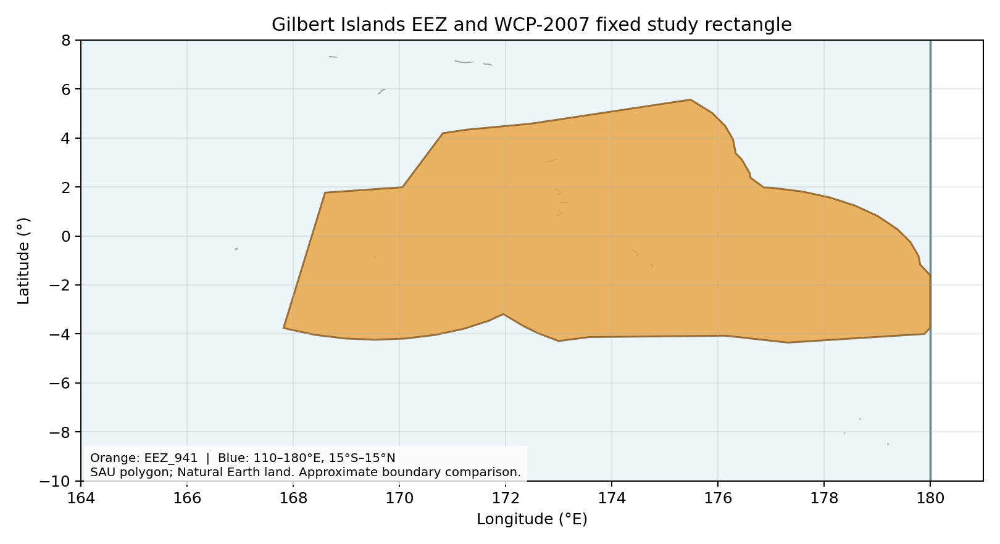 Gilbert Islands EEZ and WCP-2007 fixed study rectangle
8
6
4
2
0
−2
−4
−6
−8
−10
Latitude (°)
Orange: EEZ_941 | Blue: 110–180°E, 15°S–15°N
SAU polygon; Natural Earth land. Approximate boundary comparison.
164 166 168 170 172 174 176 178 180
Longitude (°E)